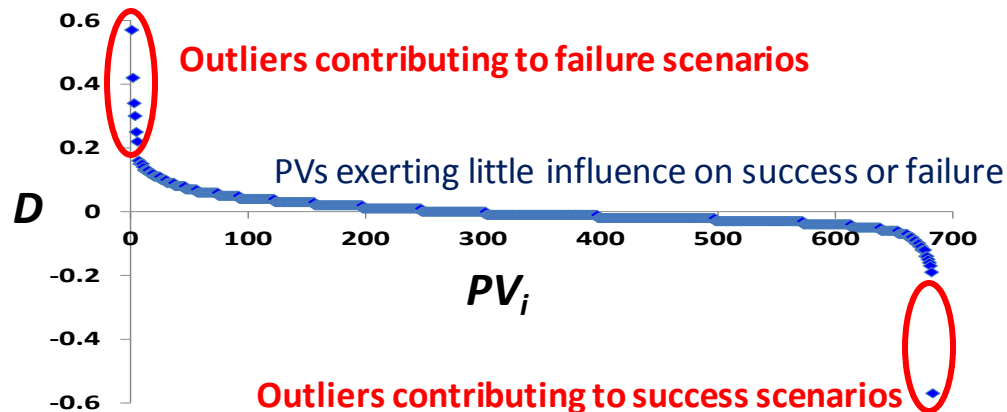 0.6
Outliers contributing to failure scenarios
0.4
0.2
PVs exerting little influence on success or failure
D
0
0 100 200 300 400 500 600 700
-0.2
PVi
-0.4
Outliers contributing to success scenarios
-0.6